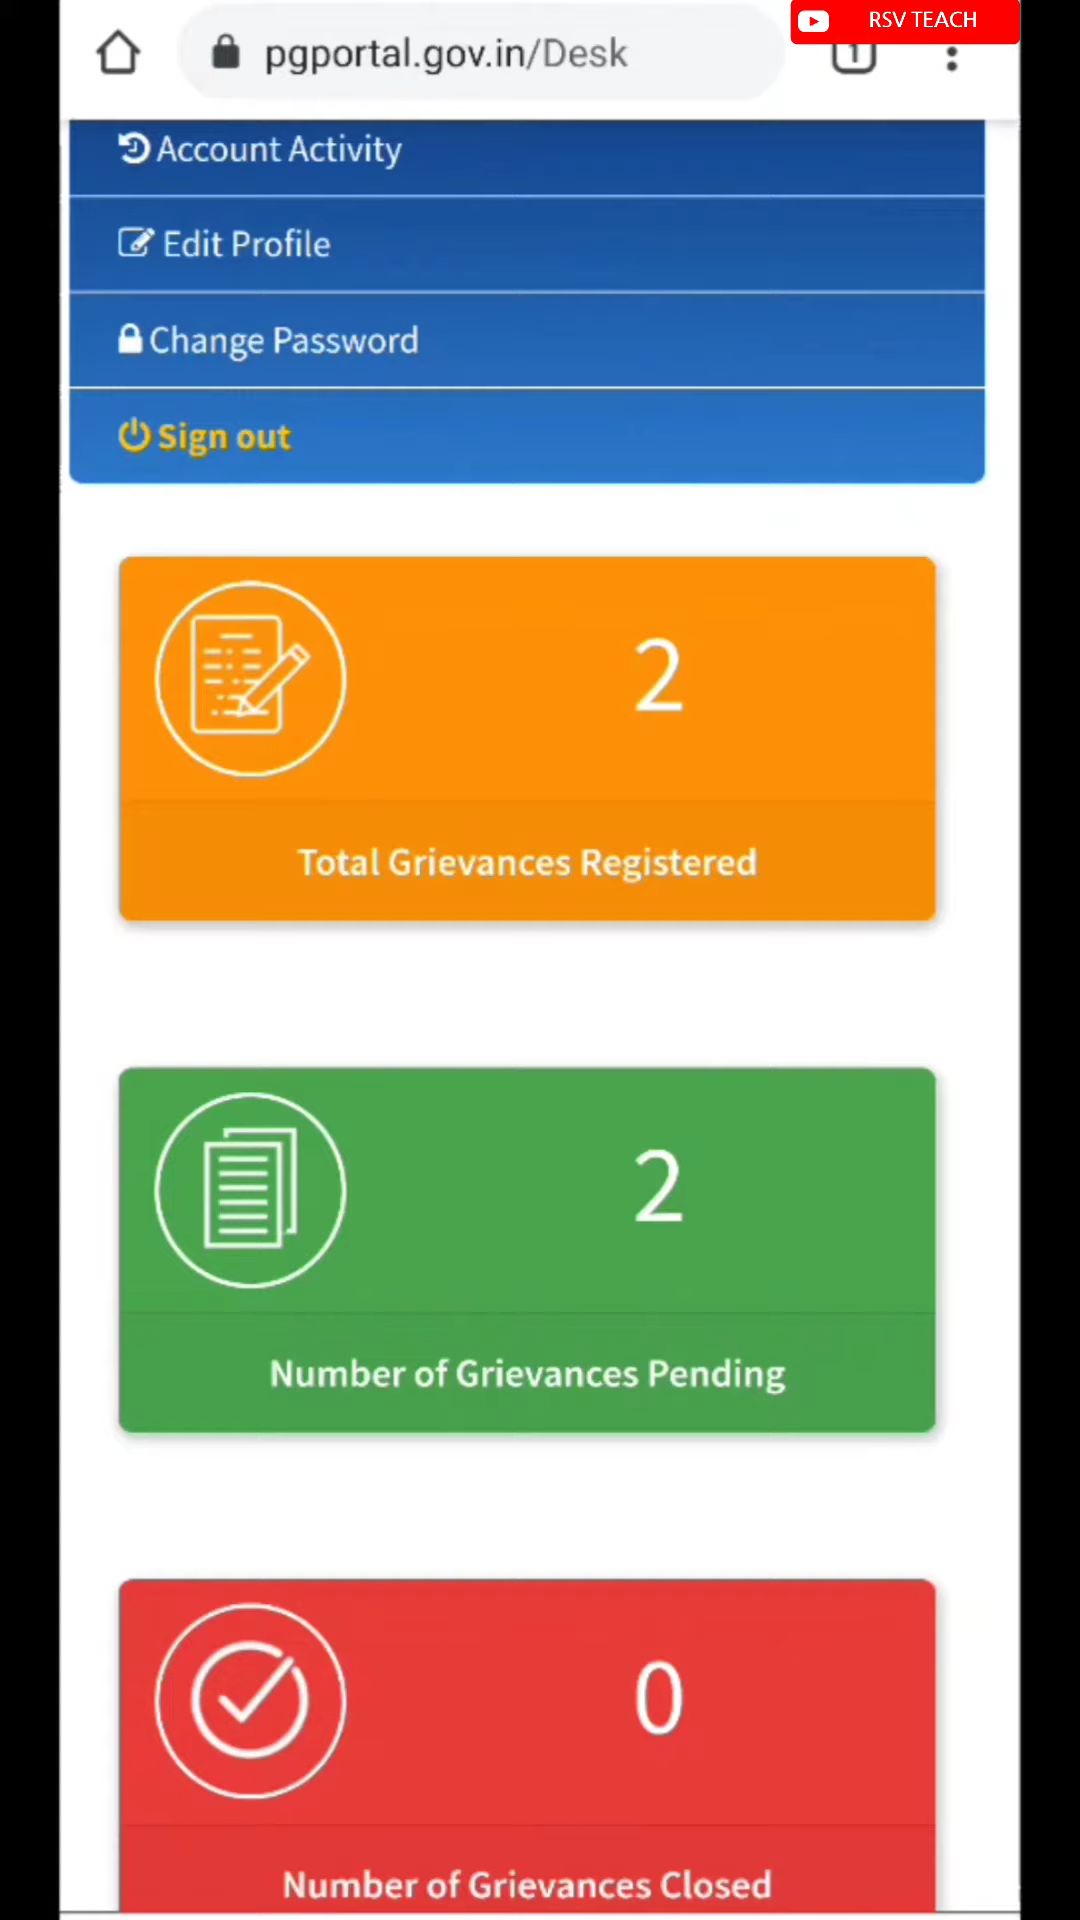 RSV TEACH
pgportal.gov.in/Desk
1
Account Activity
Edit Profile
Change Password
Sign out
2
Total Grievances Registered
2
Number of Grievances Pending
0
Number of Grievances Closed